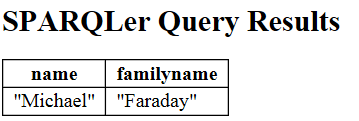 SPARQLer Query Results
name familyname
"Michael" "Faraday"